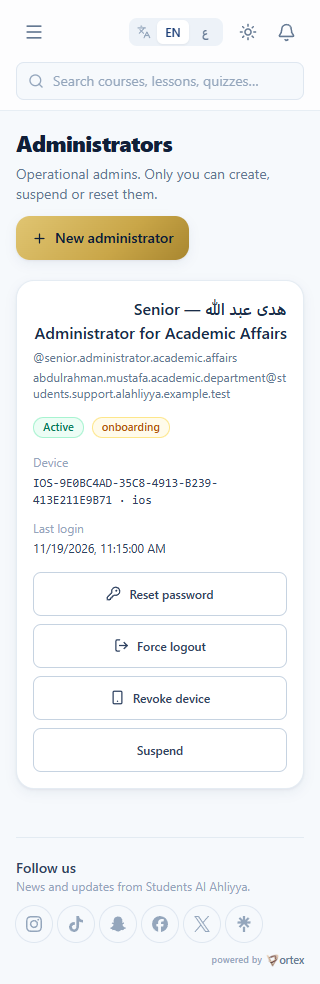 EN
ع
Search courses, lessons, quizzes...
Administrators
Operational admins. Only you can create,
suspend or reset them.
+ New administrator
هدى عبد الله — Senior
Administrator for Academic Affairs
@senior.administrator.academic.affairs
abdulrahman.mustafa.academic.department@st
udents.support.alahliyya.example.test
Active
onboarding
Device
IOS-9E0BC4AD-35C8-4913-B239-
413E211E9B71 · ios
Last login
11/19/2026, 11:15:00 AM
Reset password
Force logout
Revoke device
Suspend
Follow us
News and updates from Students Al Ahliyya.
powered by ortex